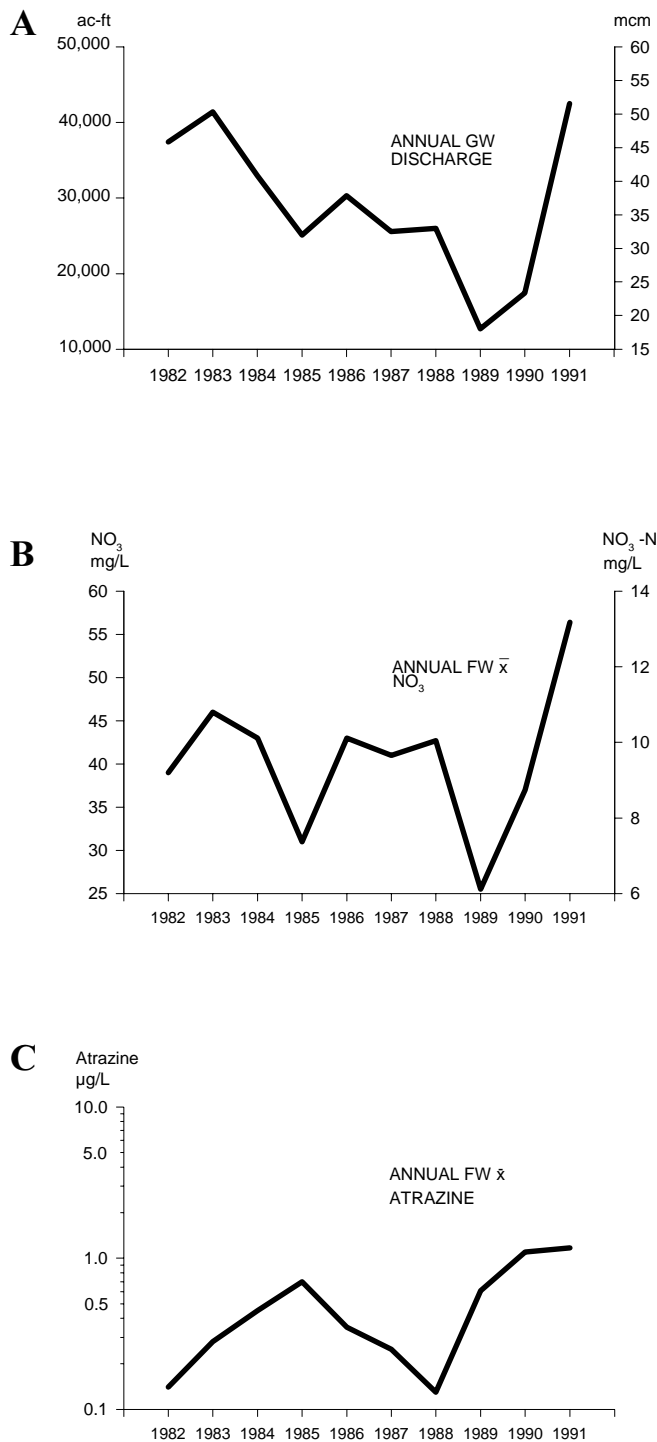 A
ac-ft
mcm
50,000
60
55
40,000
50
45
ANNUAL GW
DISCHARGE
40
30,000
35
30
20,000
25
20
10,000
15
1982 1983 1984 1985 1986 1987 1988 1989 1990 1991
B
NO₃
mg/L
NO₃ -N
mg/L
60
14
55
12
50
ANNUAL FW x̄
NO₃
45
10
40
35
8
30
25
6
1982 1983 1984 1985 1986 1987 1988 1989 1990 1991
C
Atrazine
µg/L
10.0
5.0
ANNUAL FW x̄
ATRAZINE
1.0
0.5
0.1
1982 1983 1984 1985 1986 1987 1988 1989 1990 1991